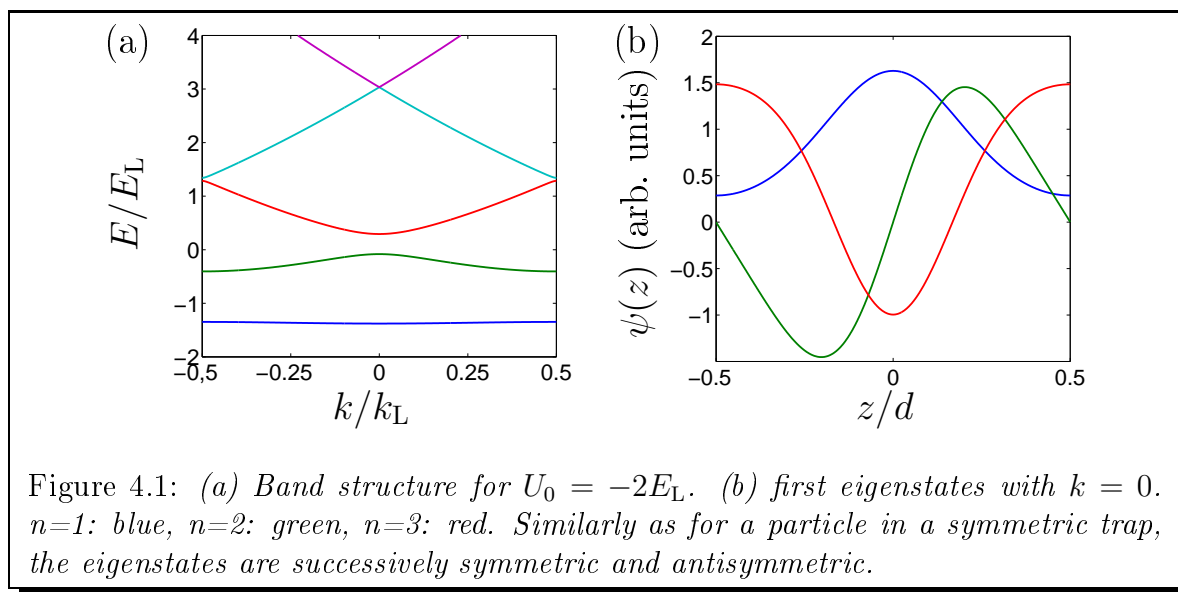 (a)
4
3
2
1
0
−1
−2
E/E_L
−0,5
−0.25
0
0.25
0.5
k/k_L
(b)
2
1.5
1
0.5
0
−0.5
−1
ψ(z) (arb. units)
−0.5
0
0.5
z/d
Figure 4.1: (a) Band structure for U₀ = −2E_L. (b) first eigenstates with k = 0.
n=1: blue, n=2: green, n=3: red. Similarly as for a particle in a symmetric trap,
the eigenstates are successively symmetric and antisymmetric.